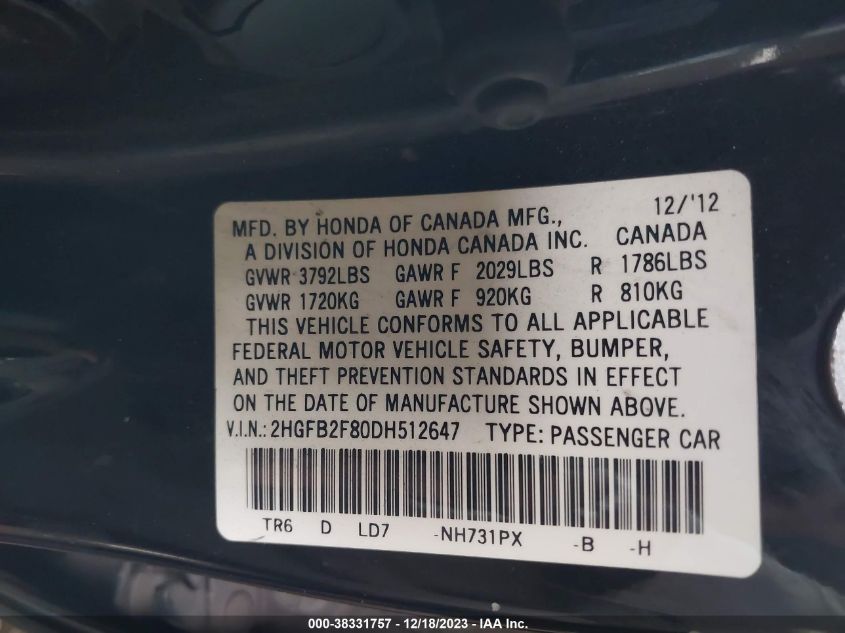 12/'12
MFD. BY HONDA OF CANADA MFG.,
A DIVISION OF HONDA CANADA INC. CANADA
GVWR 3792LBS GAWR F 2029LBS R 1786LBS
GVWR 1720KG GAWR F 920KG R 810KG
THIS VEHICLE CONFORMS TO ALL APPLICABLE
FEDERAL MOTOR VEHICLE SAFETY, BUMPER,
AND THEFT PREVENTION STANDARDS IN EFFECT
ON THE DATE OF MANUFACTURE SHOWN ABOVE.
V.I.N.: 2HGFB2F80DH512647 TYPE: PASSENGER CAR
TR6 D LD7 -NH731PX -B -H
000-38331757 - 12/18/2023 - IAA Inc.